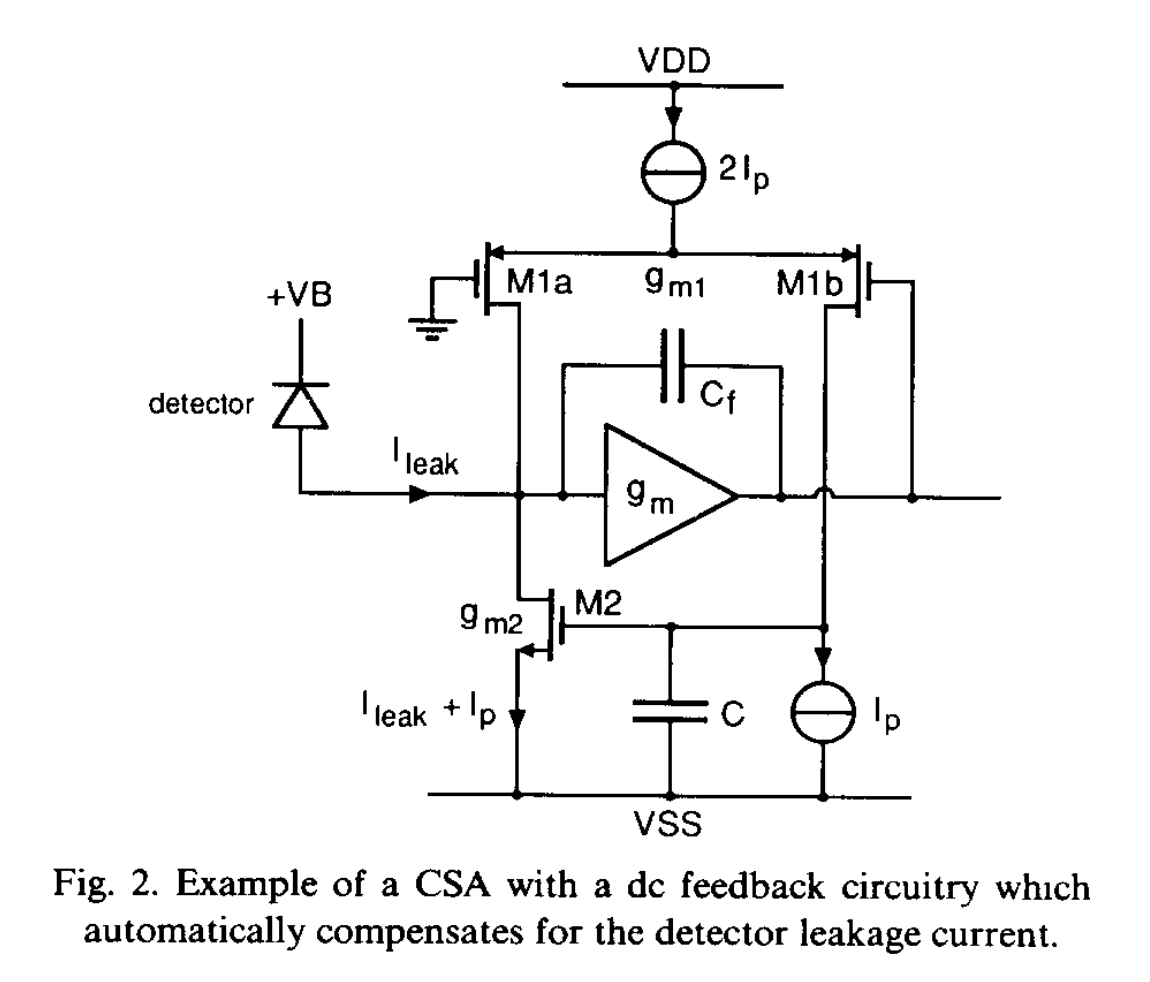 VDD
2Ip
M1a
gm1
M1b
+VB
detector
Cf
Ileak
gm
gm2
M2
Ileak + Ip
C
Ip
VSS
Fig. 2. Example of a CSA with a dc feedback circuitry which
automatically compensates for the detector leakage current.